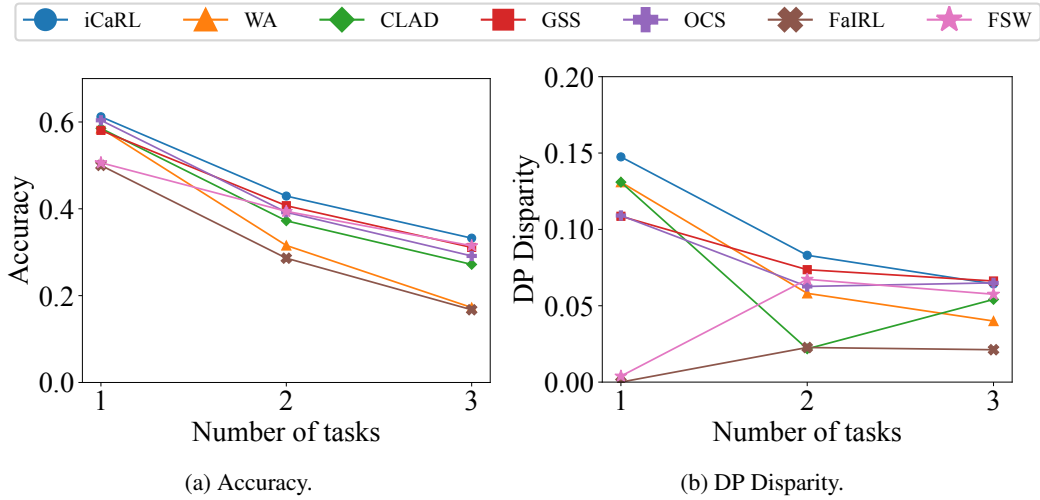 iCaRL WA CLAD GSS OCS FaIRL FSW
0.6
0.4
0.2
0.0
Accuracy
1 2 3
Number of tasks
(a) Accuracy.
0.20
0.15
0.10
0.05
0.00
DP Disparity
1 2 3
Number of tasks
(b) DP Disparity.